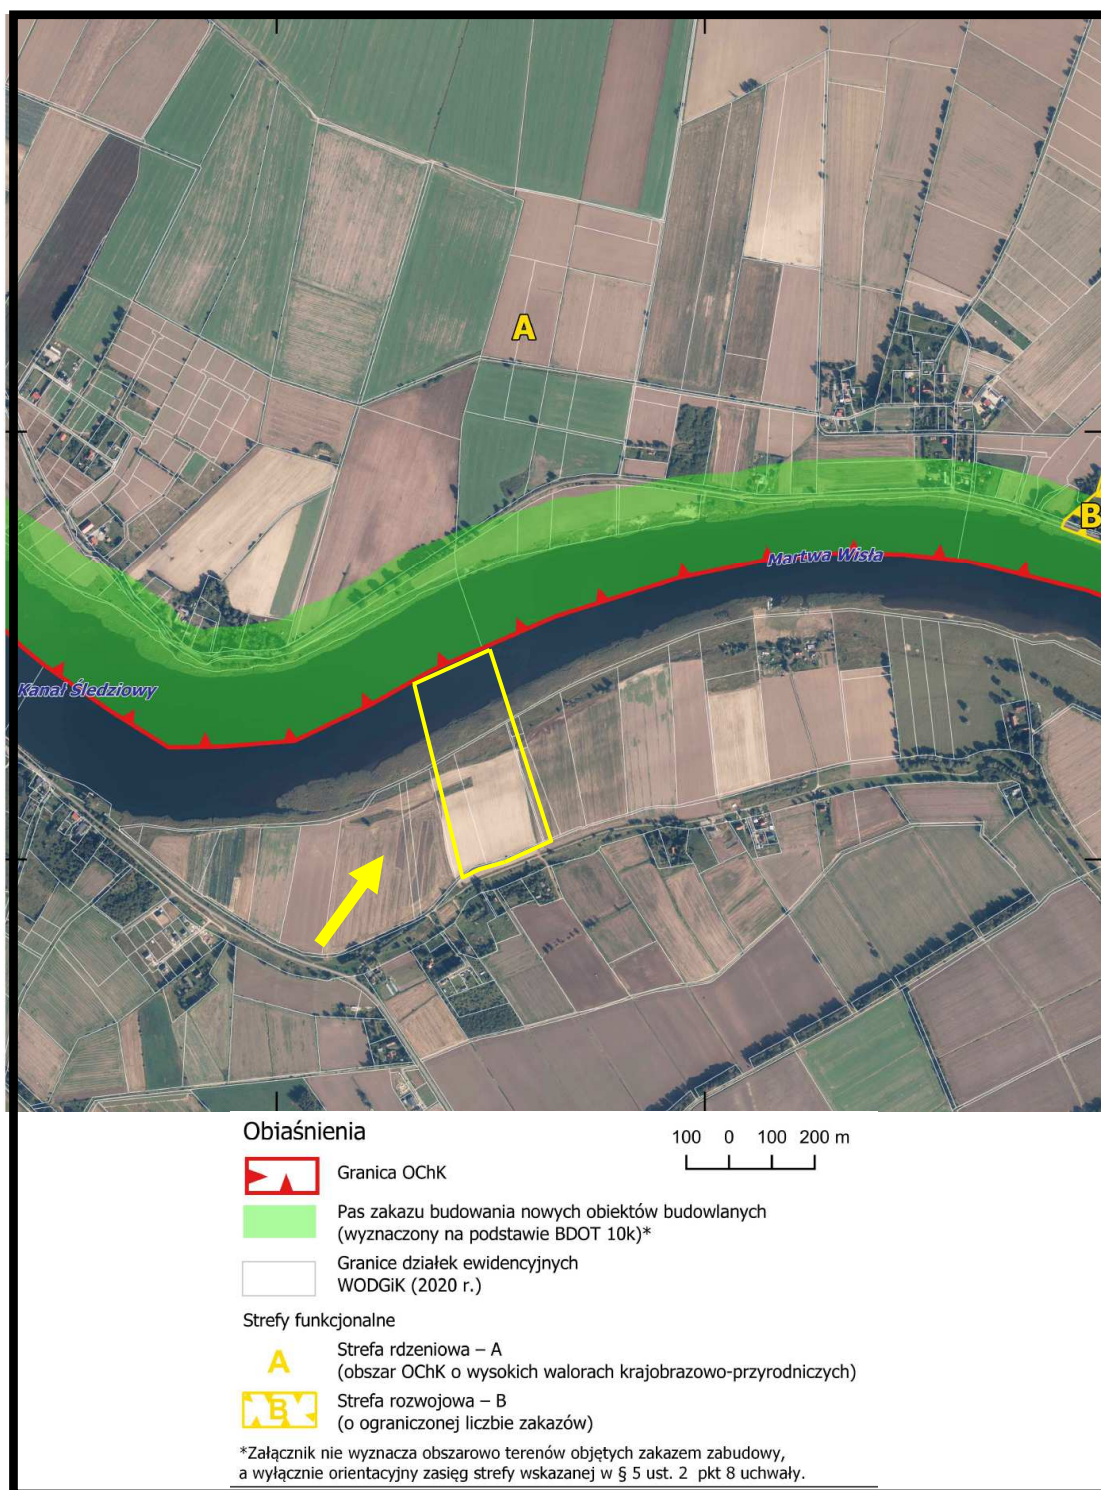 A
B
Martwa Wisła
Kanał Śledziowy
Obiaśnienia
100 0 100 200 m
Granica OChK
Pas zakazu budowania nowych obiektów budowlanych
(wyznaczony na podstawie BDOT 10k)*
Granice działek ewidencyjnych
WODGiK (2020 r.)
Strefy funkcjonalne
A
Strefa rdzeniowa – A
(obszar OChK o wysokich walorach krajobrazowo-przyrodniczych)
B
Strefa rozwojowa – B
(o ograniczonej liczbie zakazów)
*Załącznik nie wyznacza obszarowo terenów objętych zakazem zabudowy,
a wyłącznie orientacyjny zasięg strefy wskazanej w § 5 ust. 2 pkt 8 uchwały.